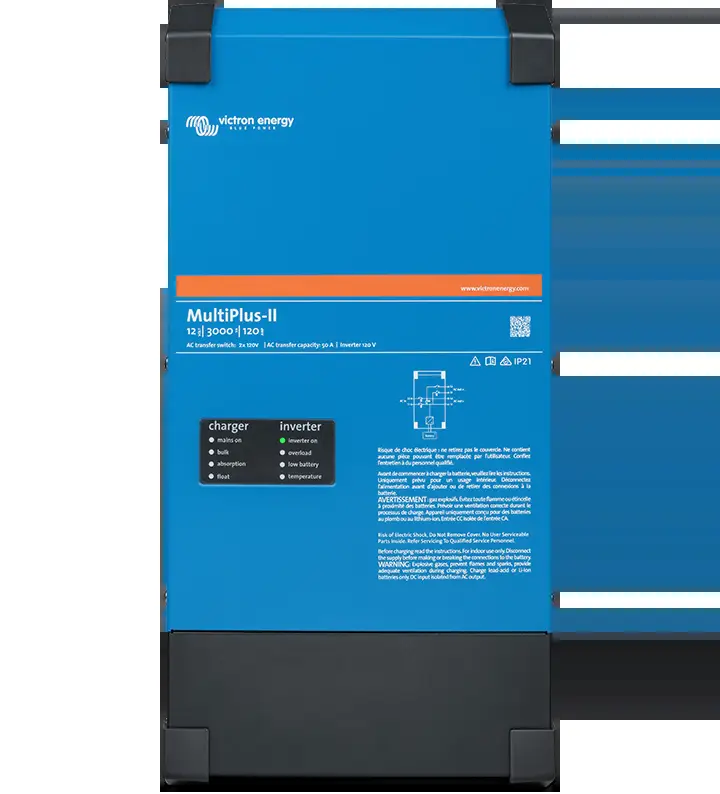 victron energy
BLUE POWER
www.victronenergy.com
MultiPlus-II
12 | 3000 | 120
AC transfer switch: 2x 120V | AC transfer capacity: 50 A | Inverter 120 V
IP21
charger
inverter
mains on
inverter on
bulk
overload
absorption
low battery
float
temperature
Risque de choc électrique : ne retirez pas le couvercle. Ne contient
aucune pièce pouvant être remplacée par l'utilisateur. Confiez
l'entretien à du personnel qualifié.
Avant de commencer à charger la batterie, veuillez lire les instructions.
Uniquement prévu pour un usage intérieur. Déconnectez
l'alimentation avant d'ajouter ou de retirer des connexions à la
batterie.
AVERTISSEMENT : gaz explosifs. Évitez toute flamme ou étincelle
à proximité des batteries. Prévoir une ventilation correcte durant le
processus de charge. Appareil uniquement conçu pour des batteries
au plomb ou au lithium-ion. Entrée CC isolée de l'entrée CA.
Risk of Electric Shock, Do Not Remove Cover. No User Serviceable
Parts Inside. Refer Servicing To Qualified Service Personnel.
Before charging read the instructions. For indoor use only. Disconnect
the supply before making or breaking the connections to the battery.
WARNING: Explosive gases, prevent flames and sparks, provide
adequate ventilation during charging. Charge lead-acid or Li-Ion
batteries only. DC input isolated from AC output.